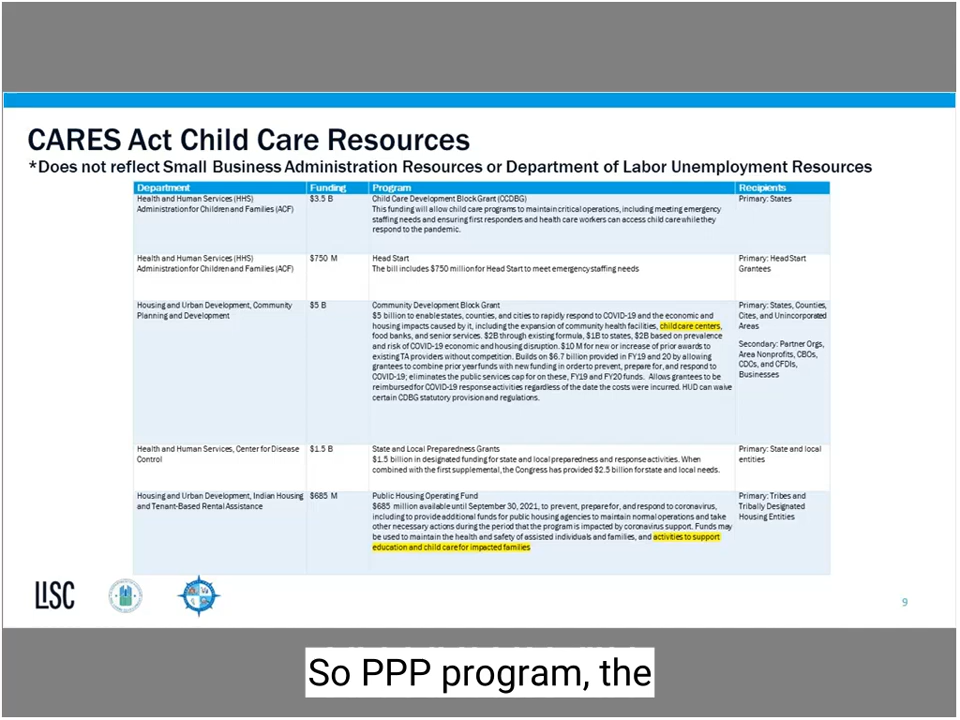 CARES Act Child Care Resources
*Does not reflect Small Business Administration Resources or Department of Labor Unemployment Resources
Department Funding Program Recipients
Health and Human Services (HHS) $3.5 B Child Care Development Block Grant (CCDBG) Primary: States
Administration for Children and Families (ACF) This funding will allow child care programs to maintain critical operations, including meeting emergency
staffing needs and ensuring first responders and health care workers can access child care while they
respond to the pandemic.
Health and Human Services (HHS) $750 M Head Start Primary: Head Start
Administration for Children and Families (ACF) The bill includes $750 million for Head Start to meet emergency staffing needs Grantees
Housing and Urban Development, Community $5 B Community Development Block Grant Primary: States, Counties,
Planning and Development $5 billion to enable states, counties, and cities to rapidly respond to COVID-19 and the economic and Cites, and Unincorporated
housing impacts caused by it, including the expansion of community health facilities, child care centers, Areas
food banks, and senior services. $2B through existing formula, $1B to states, $2B based on prevalence
and risk of COVID-19 economic and housing disruption. $10 M for new or increase of prior awards to Secondary: Partner Orgs,
existing TA providers without competition. Builds on $6.7 billion provided in FY19 and 20 by allowing Area Nonprofits, CBOs,
grantees to combine prior year funds with new funding in order to prevent, prepare for, and respond to CDCs, and CFDIs,
COVID-19; eliminates the public services cap for on these, FY19 and FY20 funds. Allows grantees to be Businesses
reimbursed for COVID-19 response activities regardless of the date the costs were incurred. HUD can waive
certain CDBG statutory provision and regulations.
Health and Human Services, Center for Disease $1.5 B State and Local Preparedness Grants Primary: State and local
Control $1.5 billion in designated funding for state and local preparedness and response activities. When entities
combined with the first supplemental, the Congress has provided $2.5 billion for state and local needs.
Housing and Urban Development, Indian Housing $685 M Public Housing Operating Fund Primary: Tribes and
and Tenant-Based Rental Assistance $685 million available until September 30, 2021, to prevent, prepare for, and respond to coronavirus, Tribally Designated
including to provide additional funds for public housing agencies to maintain normal operations and take Housing Entities
other necessary actions during the period that the program is impacted by coronavirus support. Funds may
be used to maintain the health and safety of assisted individuals and families, and activities to support
education and child care for impacted families
LISC
9
So PPP program, the